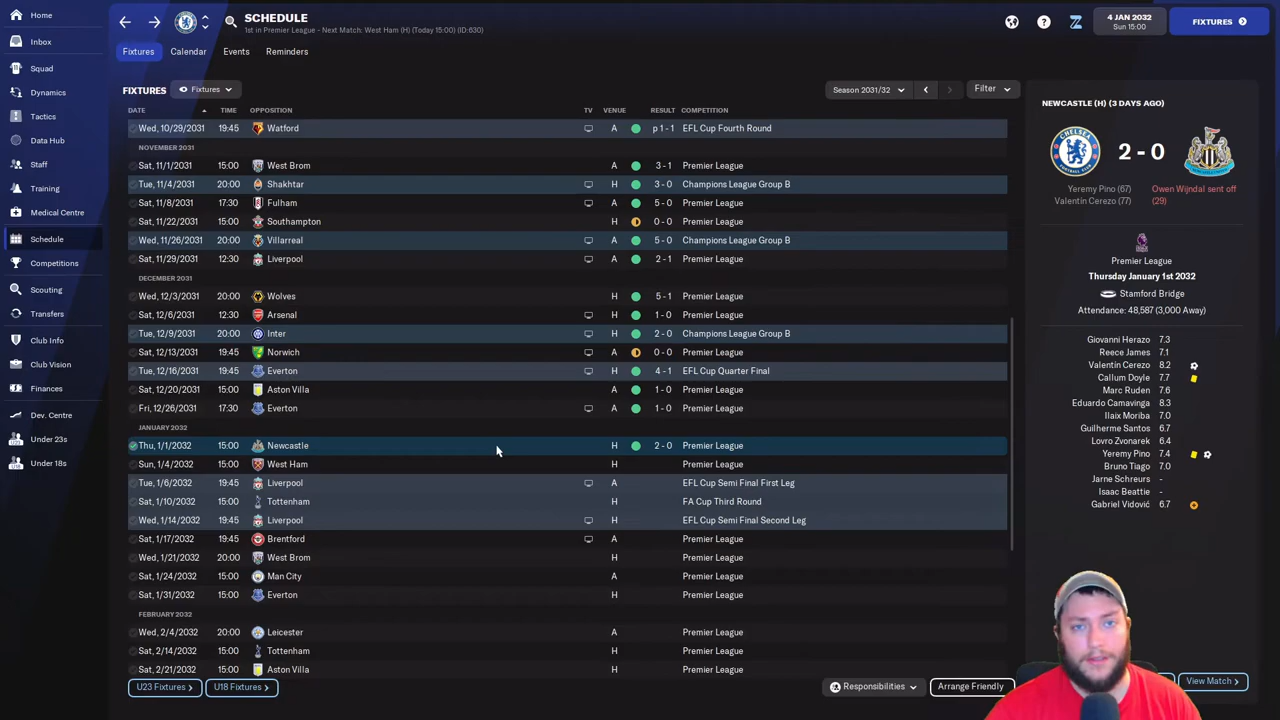 Home
Inbox
Squad
Dynamics
Tactics
Data Hub
Staff
Training
Medical Centre
Schedule
Competitions
Scouting
Transfers
Club Info
Club Vision
Finances
Dev. Centre
Under 23s
Under 18s
SCHEDULE
1st in Premier League - Next Match: West Ham (H) (Today 15:00) (ID:630)
4 JAN 2032
Sun 15:00
FIXTURES
Fixtures Calendar Events Reminders
FIXTURES Fixtures Season 2031/32 Filter
DATE TIME OPPOSITION TV VENUE RESULT COMPETITION
Wed, 10/29/2031 19:45 Watford A p 1 - 1 EFL Cup Fourth Round
NOVEMBER 2031
Sat, 11/1/2031 15:00 West Brom A 3 - 1 Premier League
Tue, 11/4/2031 20:00 Shakhtar H 3 - 0 Champions League Group B
Sat, 11/8/2031 17:30 Fulham A 5 - 0 Premier League
Sat, 11/22/2031 15:00 Southampton H 0 - 0 Premier League
Wed, 11/26/2031 20:00 Villarreal A 5 - 0 Champions League Group B
Sat, 11/29/2031 12:30 Liverpool A 2 - 1 Premier League
DECEMBER 2031
Wed, 12/3/2031 20:00 Wolves H 5 - 1 Premier League
Sat, 12/6/2031 12:30 Arsenal H 1 - 0 Premier League
Tue, 12/9/2031 20:00 Inter H 2 - 0 Champions League Group B
Sat, 12/13/2031 19:45 Norwich A 0 - 0 Premier League
Tue, 12/16/2031 19:45 Everton H 4 - 1 EFL Cup Quarter Final
Sat, 12/20/2031 15:00 Aston Villa A 1 - 0 Premier League
Fri, 12/26/2031 17:30 Everton A 1 - 0 Premier League
JANUARY 2032
Thu, 1/1/2032 15:00 Newcastle H 2 - 0 Premier League
Sun, 1/4/2032 15:00 West Ham H Premier League
Tue, 1/6/2032 19:45 Liverpool A EFL Cup Semi Final First Leg
Sat, 1/10/2032 15:00 Tottenham H FA Cup Third Round
Wed, 1/14/2032 19:45 Liverpool H EFL Cup Semi Final Second Leg
Sat, 1/17/2032 19:45 Brentford A Premier League
Wed, 1/21/2032 20:00 West Brom H Premier League
Sat, 1/24/2032 15:00 Man City A Premier League
Sat, 1/31/2032 15:00 Everton H Premier League
FEBRUARY 2032
Wed, 2/4/2032 20:00 Leicester A Premier League
Sat, 2/14/2032 15:00 Tottenham H Premier League
Sat, 2/21/2032 15:00 Aston Villa H Premier League
U23 Fixtures U18 Fixtures Responsibilities Arrange Friendly View Match
NEWCASTLE (H) (3 DAYS AGO)
2 - 0
Yeremy Pino (67)
Valentin Cerezo (77)
Owen Wijndal sent off
(29)
Premier League
Thursday January 1st 2032
Stamford Bridge
Attendance: 48,587 (3,000 Away)
Giovanni Herazo 7.3
Reece James 7.1
Valentin Cerezo 8.2
Callum Doyle 7.7
Marc Ruden 7.6
Eduardo Camavinga 8.3
Ilaix Moriba 7.0
Guilherme Santos 6.7
Lovro Zvonarek 6.4
Yeremy Pino 7.4
Bruno Tiago 7.0
Jarne Schreurs -
Isaac Beattie -
Gabriel Vidović 6.7